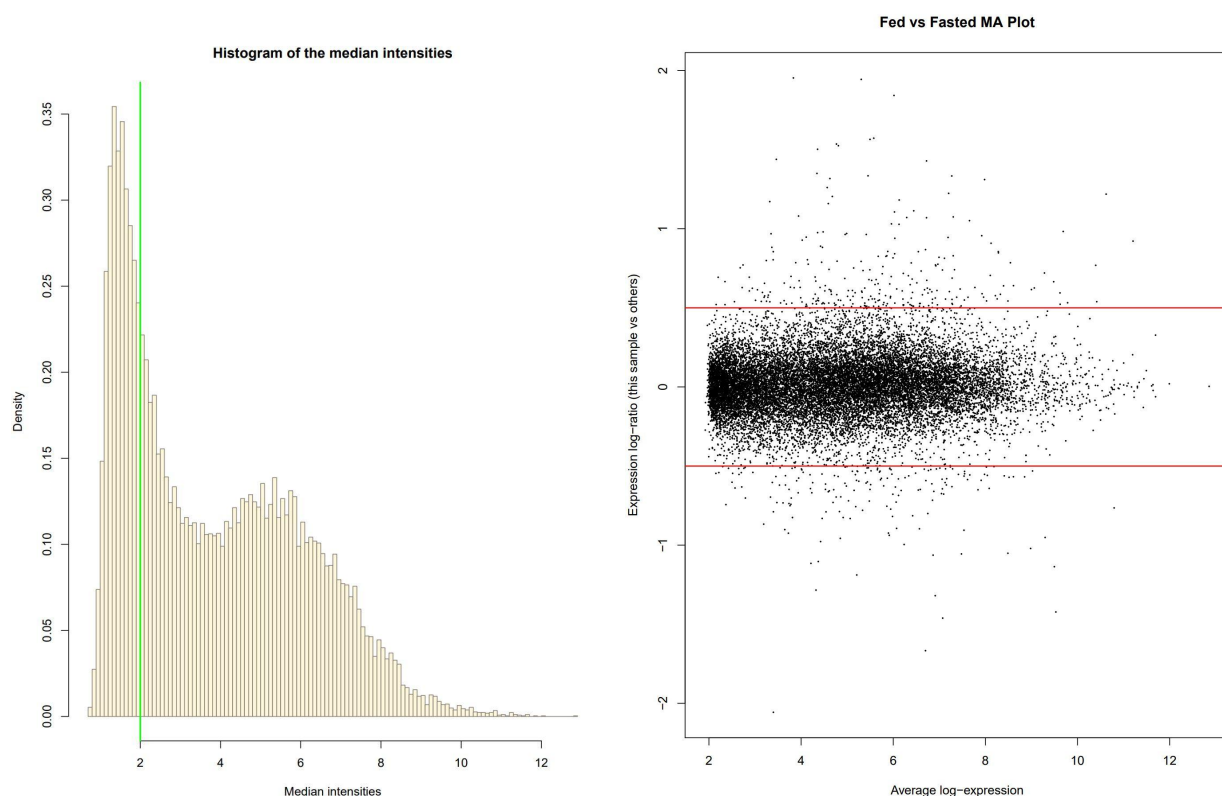 Histogram of the median intensities
Density
0.35
0.30
0.25
0.20
0.15
0.10
0.05
0.00
2 4 6 8 10 12
Median intensities
Fed vs Fasted MA Plot
Expression log−ratio (this sample vs others)
2
1
0
−1
−2
2 4 6 8 10 12
Average log−expression